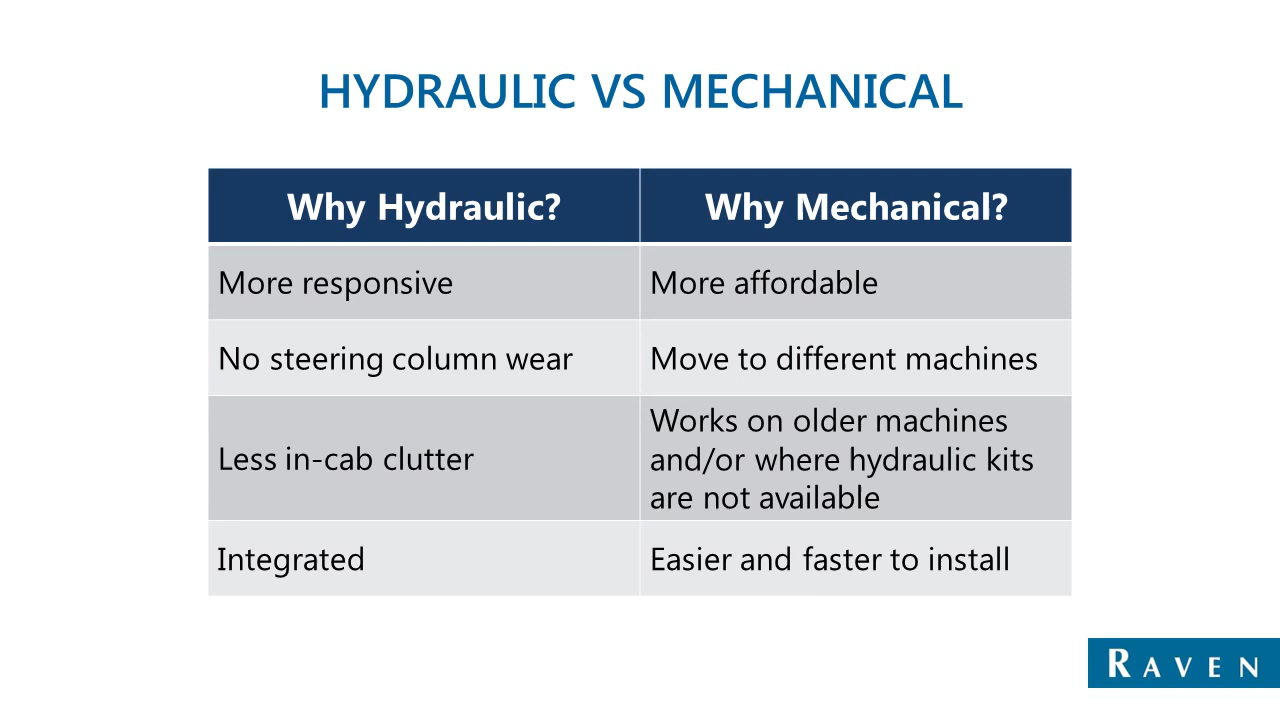 HYDRAULIC VS MECHANICAL
Why Hydraulic?
Why Mechanical?
More responsive
More affordable
No steering column wear
Move to different machines
Less in-cab clutter
Works on older machines
and/or where hydraulic kits
are not available
Integrated
Easier and faster to install
RAVEN